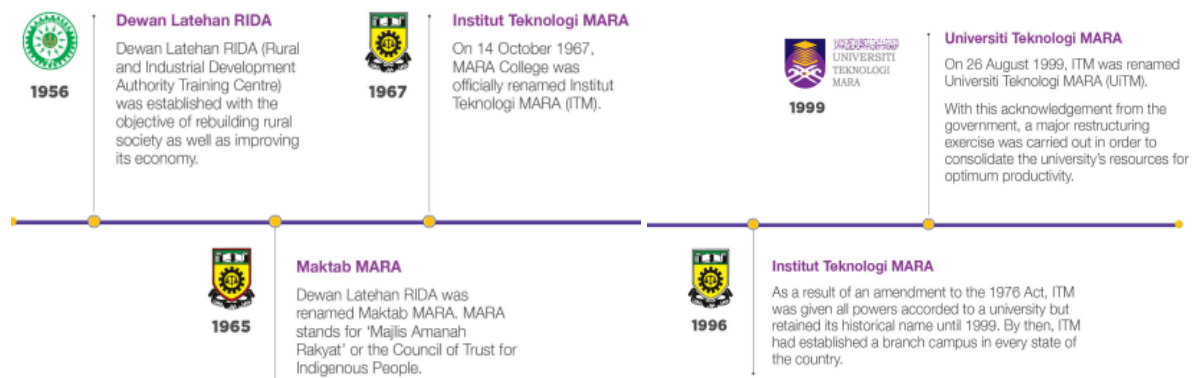 Dewan Latehan RIDA
Dewan Latehan RIDA (Rural
and Industrial Development
Authority Training Centre)
was established with the
objective of rebuilding rural
society as well as improving
its economy.
1956
Institut Teknologi MARA
On 14 October 1967,
MARA College was
officially renamed Institut
Teknologi MARA (ITM).
1967
Maktab MARA
Dewan Latehan RIDA was
renamed Maktab MARA. MARA
stands for ‘Majlis Amanah
Rakyat’ or the Council of Trust for
Indigenous People.
1965
UNIVERSITI
TEKNOLOGI
MARA
1999
Universiti Teknologi MARA
On 26 August 1999, ITM was renamed
Universiti Teknologi MARA (UiTM).
With this acknowledgement from the
government, a major restructuring
exercise was carried out in order to
consolidate the university’s resources for
optimum productivity.
Institut Teknologi MARA
As a result of an amendment to the 1976 Act, ITM
was given all powers accorded to a university but
retained its historical name until 1999. By then, ITM
had established a branch campus in every state of
the country.
1996